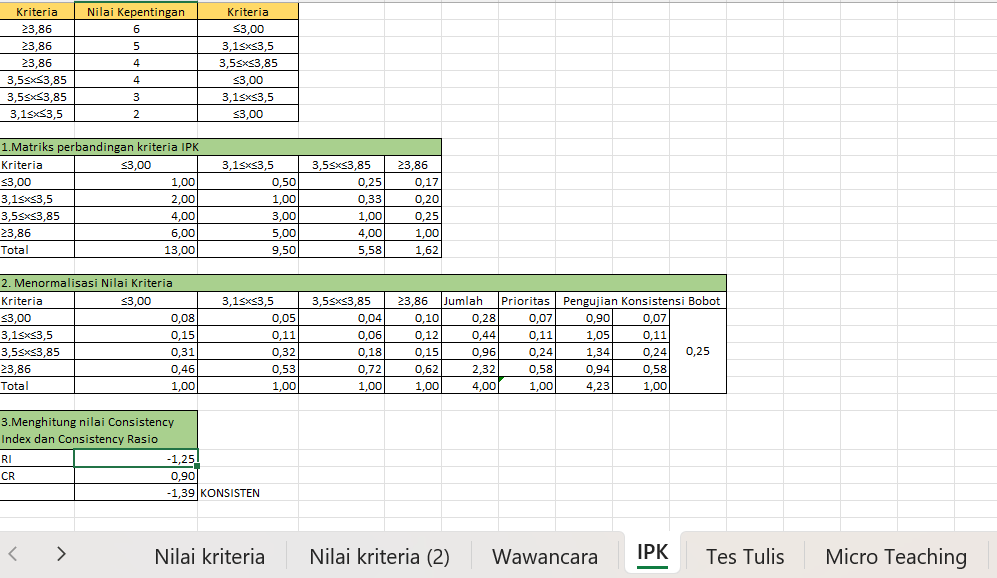 Kriteria Nilai Kepentingan Kriteria
≥3,86 6 ≤3,00
≥3,86 5 3,1≤×≤3,5
≥3,86 4 3,5≤×≤3,85
3,5≤×≤3,85 4 ≤3,00
3,5≤×≤3,85 3 3,1≤×≤3,5
3,1≤×≤3,5 2 ≤3,00
1.Matriks perbandingan kriteria IPK
Kriteria ≤3,00 3,1≤×≤3,5 3,5≤×≤3,85 ≥3,86
≤3,00 1,00 0,50 0,25 0,17
3,1≤×≤3,5 2,00 1,00 0,33 0,20
3,5≤×≤3,85 4,00 3,00 1,00 0,25
≥3,86 6,00 5,00 4,00 1,00
Total 13,00 9,50 5,58 1,62
2. Menormalisasi Nilai Kriteria
Kriteria ≤3,00 3,1≤×≤3,5 3,5≤×≤3,85 ≥3,86 Jumlah Prioritas Pengujian Konsistensi Bobot
≤3,00 0,08 0,05 0,04 0,10 0,28 0,07 0,90 0,07
3,1≤×≤3,5 0,15 0,11 0,06 0,12 0,44 0,11 1,05 0,11
3,5≤×≤3,85 0,31 0,32 0,18 0,15 0,96 0,24 1,34 0,24 0,25
≥3,86 0,46 0,53 0,72 0,62 2,32 0,58 0,94 0,58
Total 1,00 1,00 1,00 1,00 4,00 1,00 4,23 1,00
3.Menghitung nilai Consistency
Index dan Consistency Rasio
RI -1,25
CR 0,90
-1,39 KONSISTEN
Nilai kriteria Nilai kriteria (2) Wawancara IPK Tes Tulis Micro Teaching